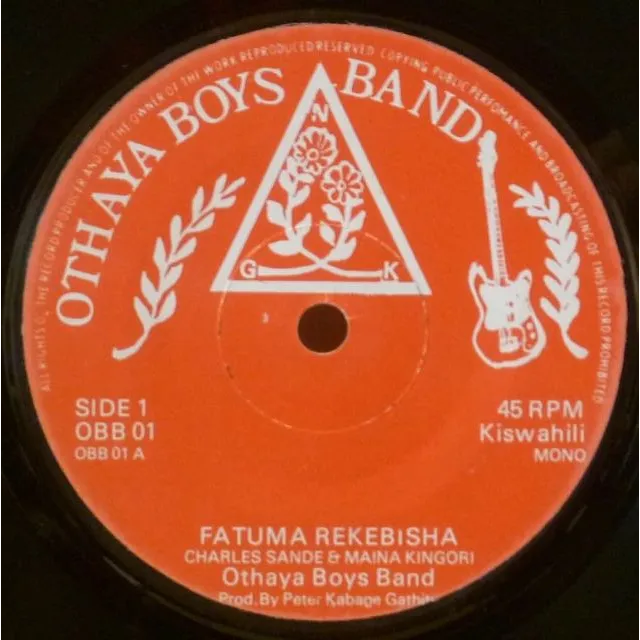 ALL RIGHTS OF THE RECORD PRODUCER AND OF THE OWNER OF THE WORK REPRODUCED RESERVED COPYING PUBLIC PERFOMANCE AND BROADCASTING OF THIS RECORD PROHIBITED
OTHAYA BOYS BAND
N
G K
SIDE 1
OBB 01
OBB 01 A
45 RPM
Kiswahili
MONO
FATUMA REKEBiSHA
CHARLES SANDE & MAINA KINGORI
Othaya Boys Band
Prod. By Peter Kabage